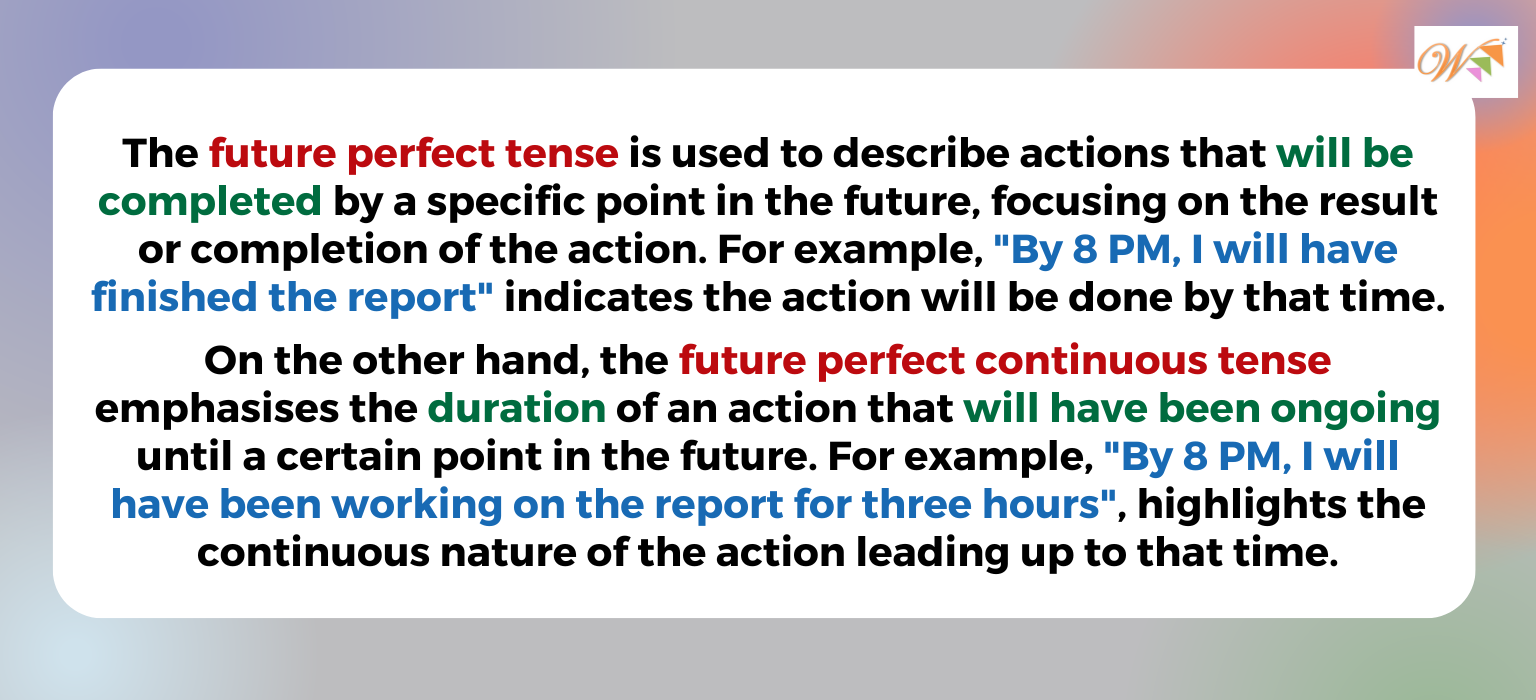 W
The future perfect tense is used to describe actions that will be
completed by a specific point in the future, focusing on the result
or completion of the action. For example, "By 8 PM, I will have
finished the report" indicates the action will be done by that time.
On the other hand, the future perfect continuous tense
emphasises the duration of an action that will have been ongoing
until a certain point in the future. For example, "By 8 PM, I will
have been working on the report for three hours", highlights the
continuous nature of the action leading up to that time.